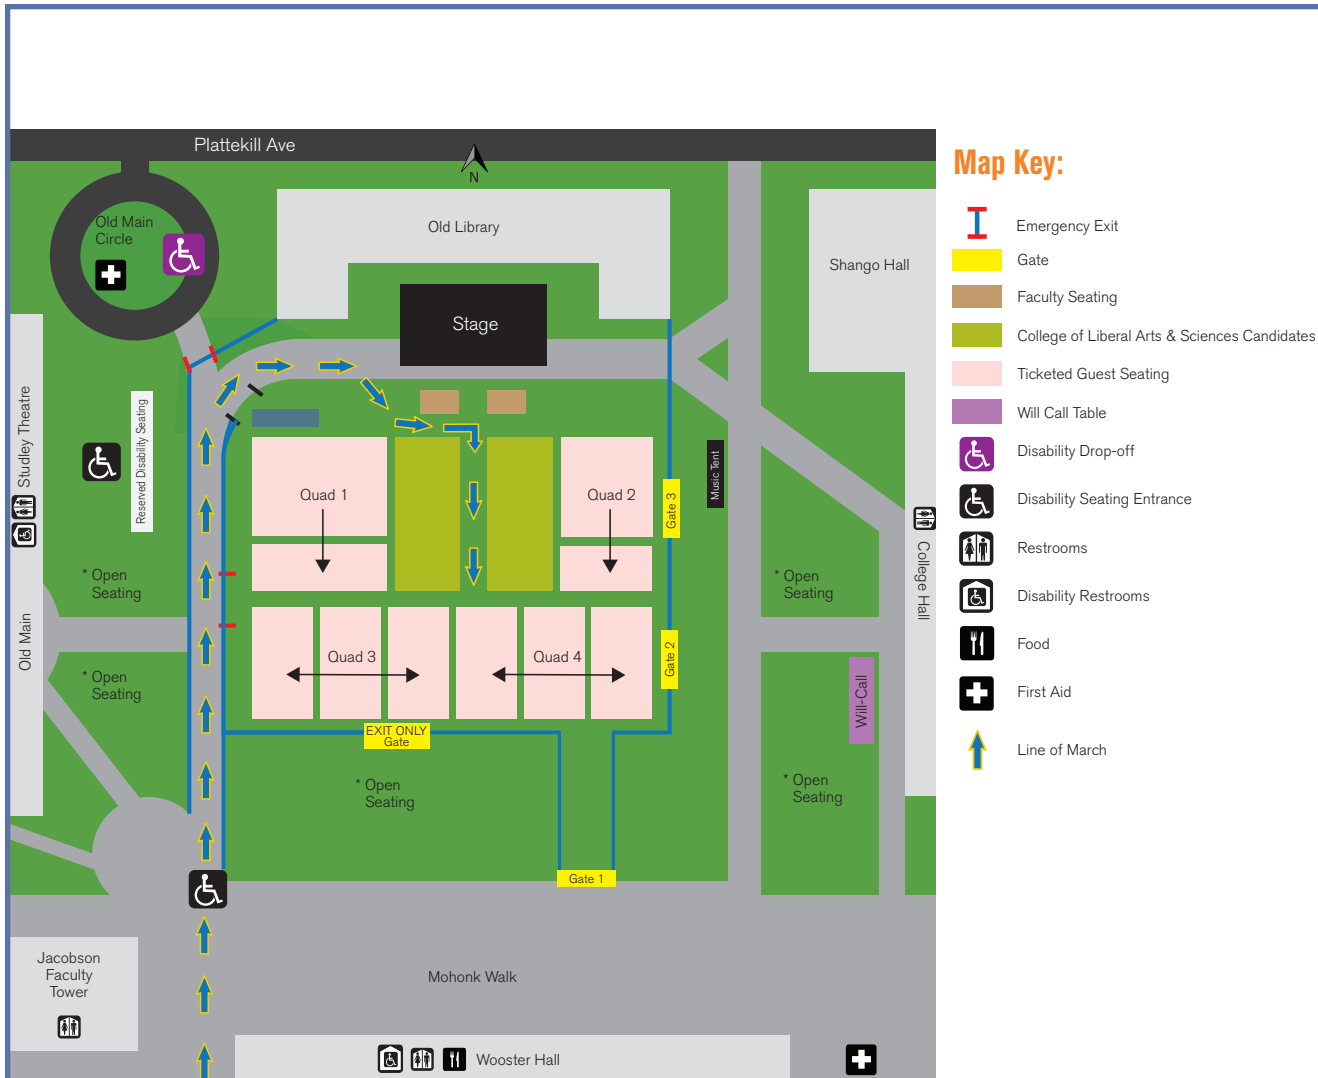 Plattekill Ave
N
Old Main
Circle
Old Library
Shango Hall
Stage
Studley Theatre
Reserved Disability Seating
Quad 1
Quad 2
Gate 3
Music Tent
College Hall
* Open
Seating
* Open
Seating
Old Main
* Open
Seating
Quad 3
Quad 4
Gate 2
Will-Call
EXIT ONLY
Gate
* Open
Seating
* Open
Seating
Gate 1
Jacobson
Faculty
Tower
Mohonk Walk
Wooster Hall
Map Key:
Emergency Exit
Gate
Faculty Seating
College of Liberal Arts & Sciences Candidates
Ticketed Guest Seating
Will Call Table
Disability Drop-off
Disability Seating Entrance
Restrooms
Disability Restrooms
Food
First Aid
Line of March